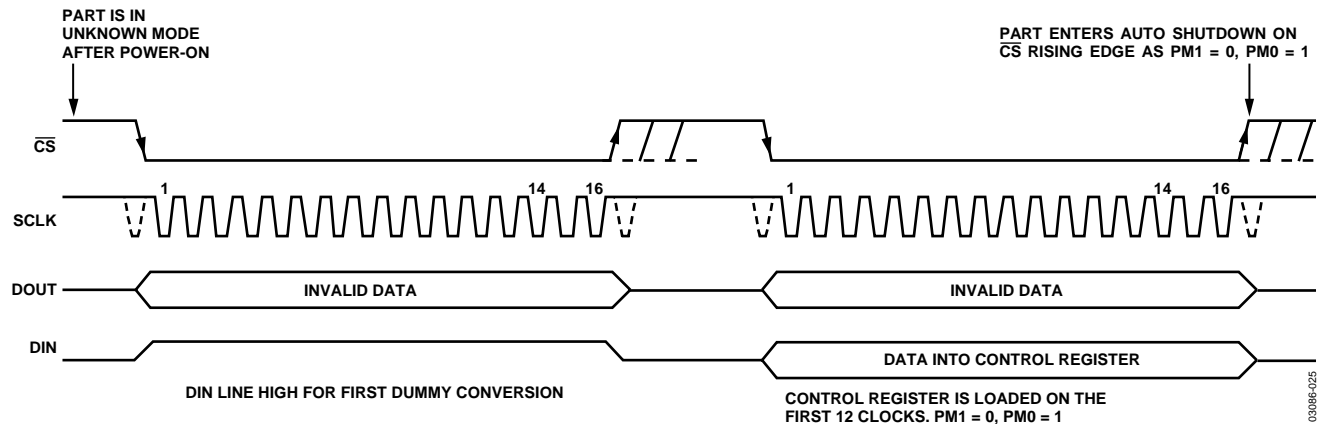 PART IS IN
UNKNOWN MODE
AFTER POWER-ON
PART ENTERS AUTO SHUTDOWN ON
CS RISING EDGE AS PM1 = 0, PM0 = 1
CS
1 14 16 1 14 16
SCLK
DOUT INVALID DATA INVALID DATA
DIN DATA INTO CONTROL REGISTER
DIN LINE HIGH FOR FIRST DUMMY CONVERSION
CONTROL REGISTER IS LOADED ON THE
FIRST 12 CLOCKS. PM1 = 0, PM0 = 1
03086-025